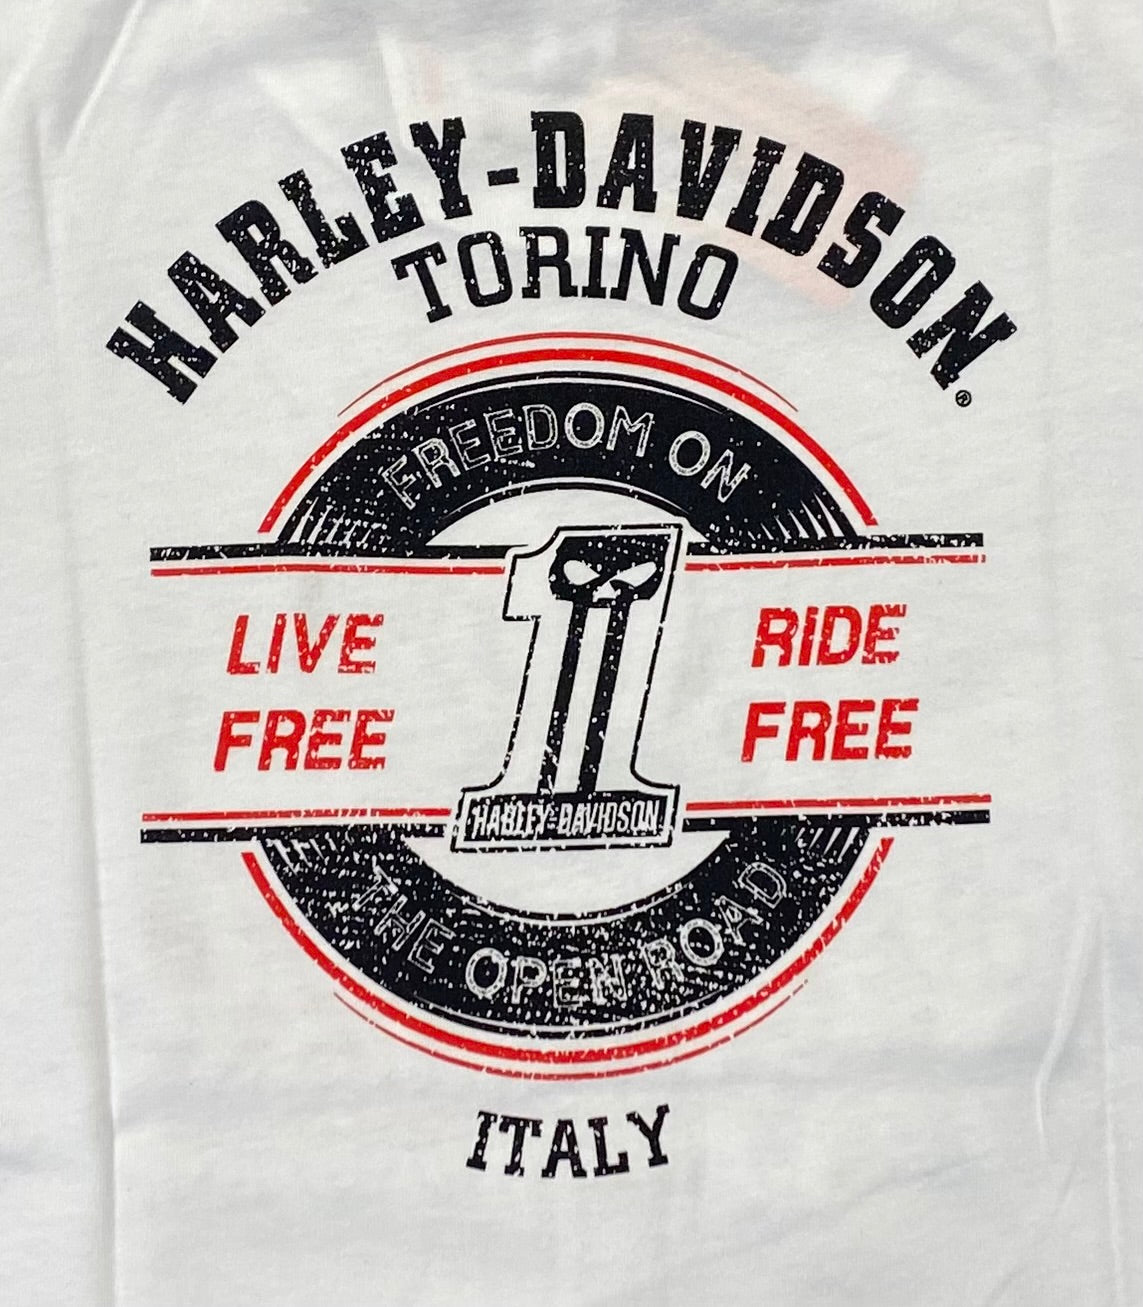 HARLEY-DAVIDSON®
TORINO
FREEDOM ON
1
LIVE
FREE
RIDE
FREE
HARLEY-DAVIDSON
THE OPEN ROAD
ITALY